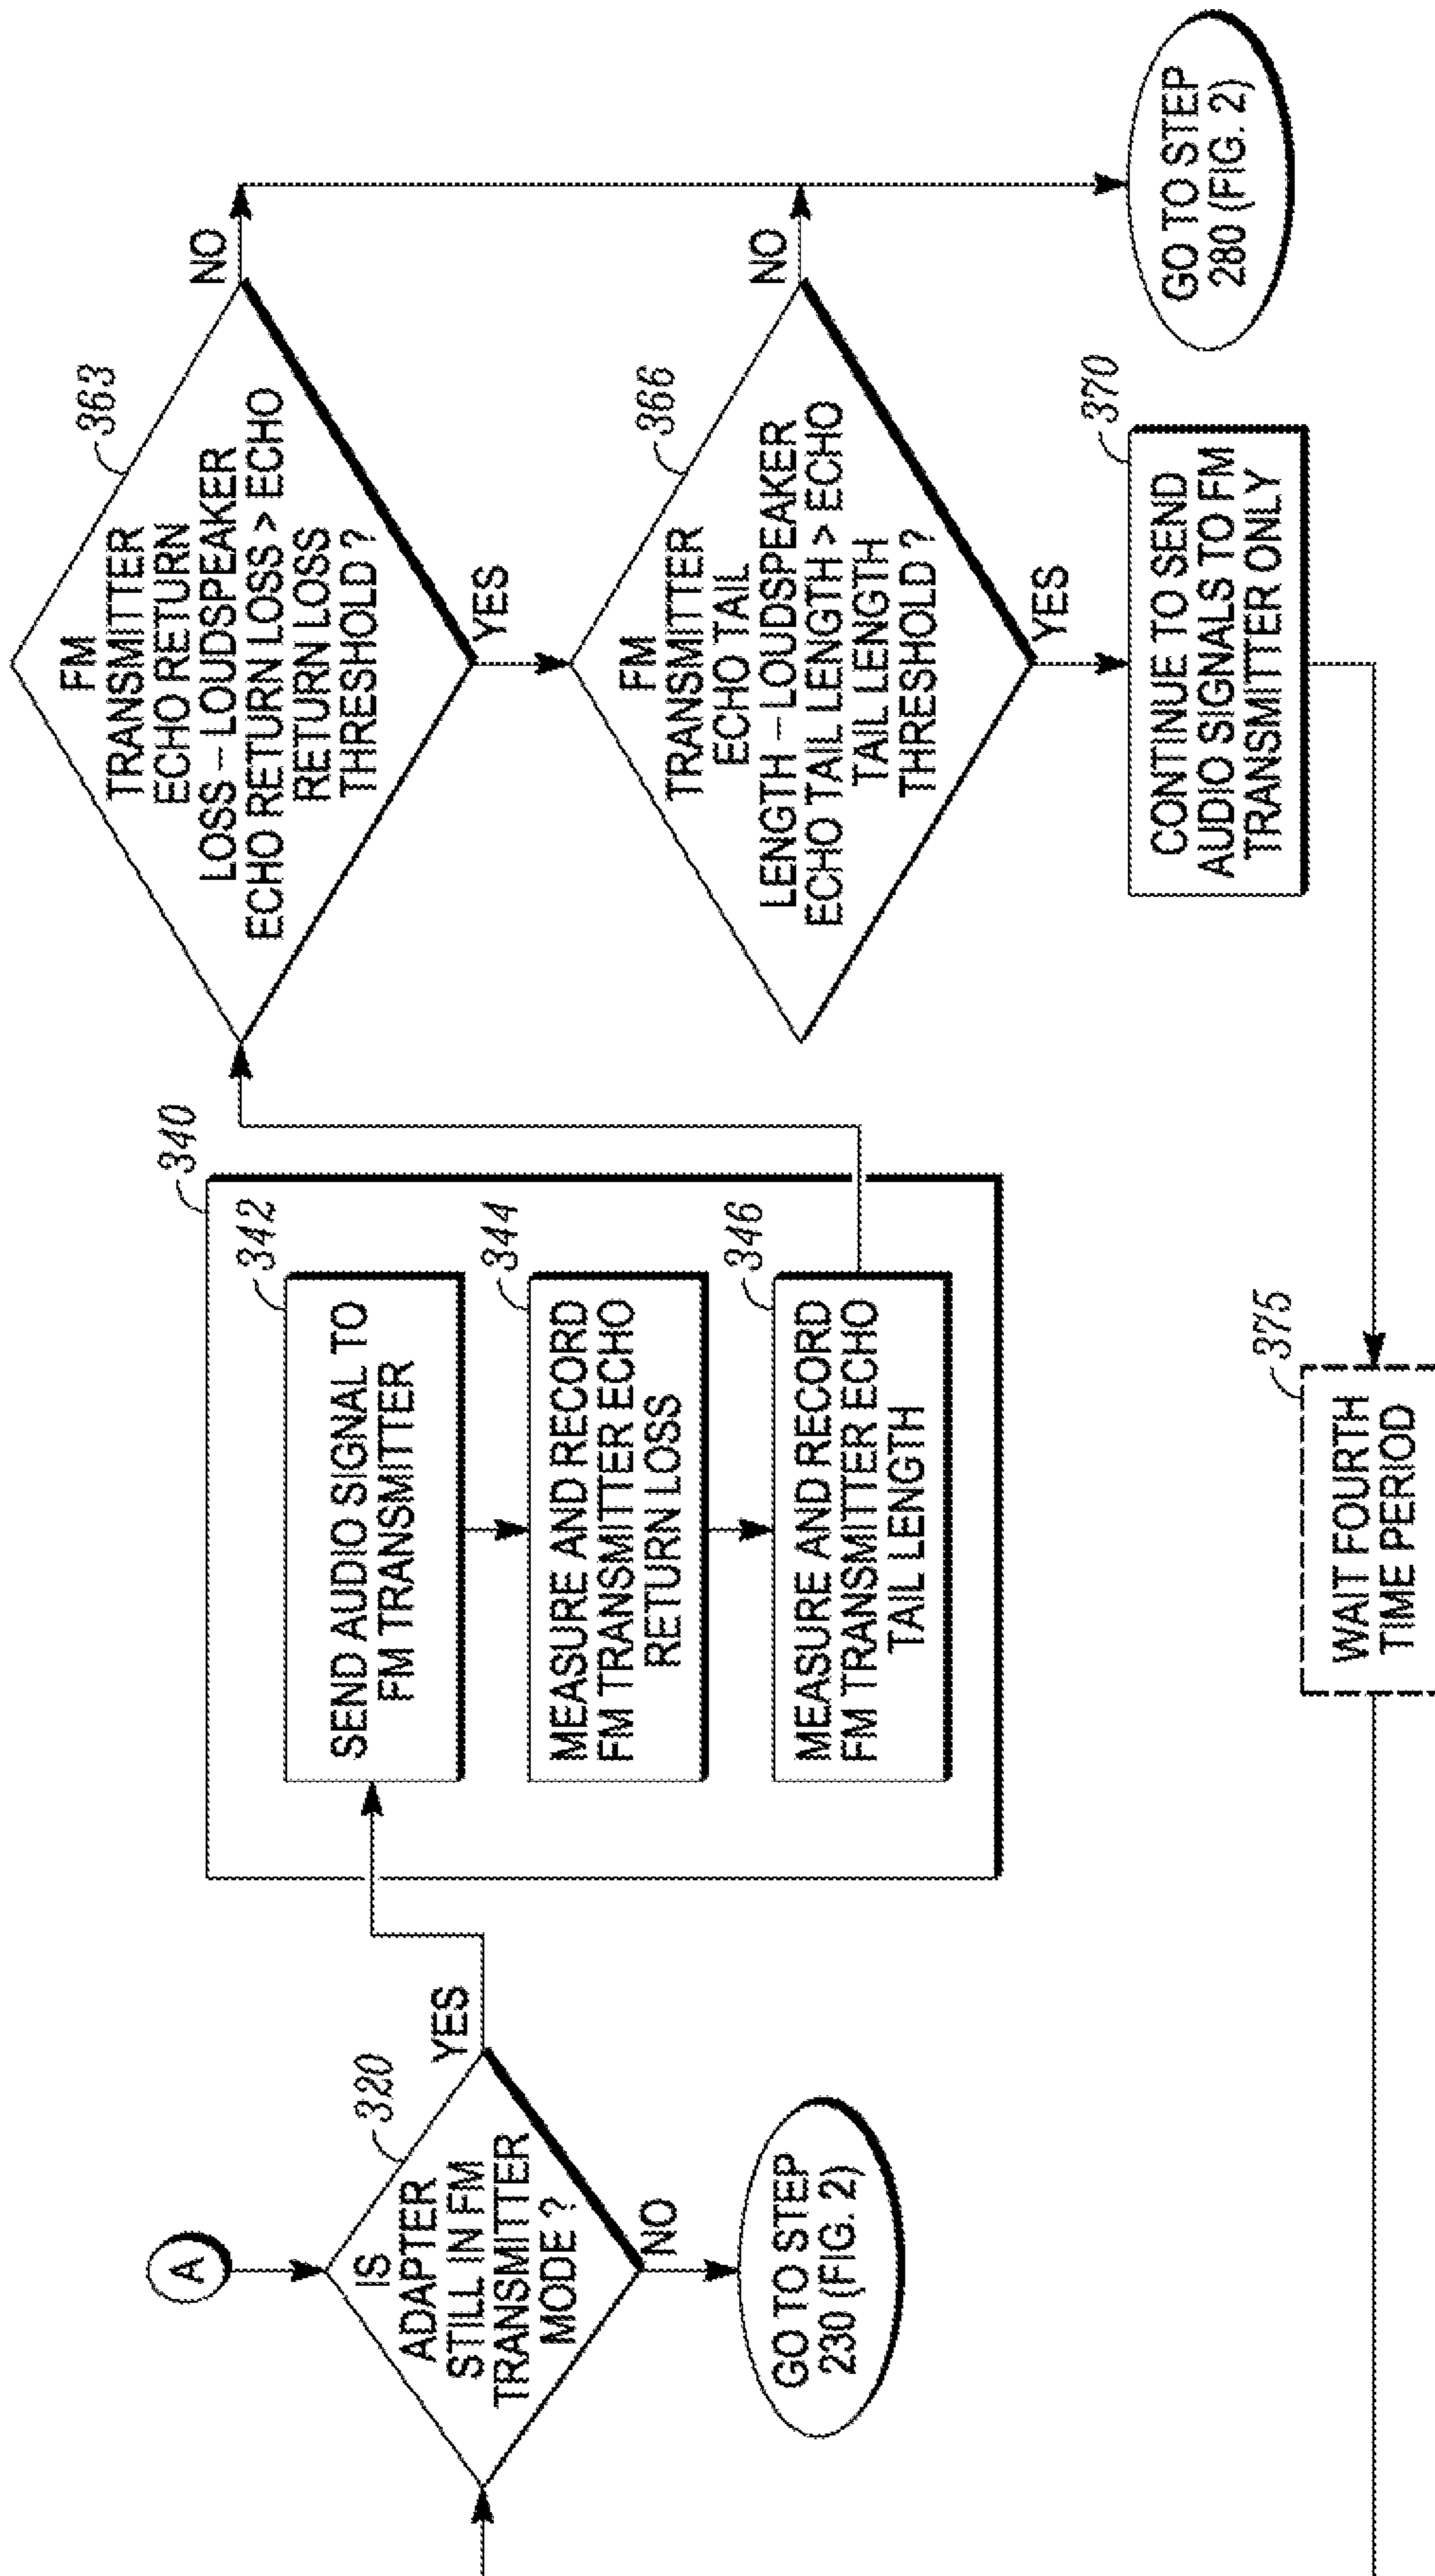 A
IS
ADAPTER
STILL IN FM
TRANSMITTER
MODE ?
320
YES
NO
GO TO STEP
230 (FIG. 2)
340
342
SEND AUDIO SIGNAL TO
FM TRANSMITTER
344
MEASURE AND RECORD
FM TRANSMITTER ECHO
RETURN LOSS
346
MEASURE AND RECORD
FM TRANSMITTER ECHO
TAIL LENGTH
363
FM
TRANSMITTER
ECHO RETURN
LOSS – LOUDSPEAKER
ECHO RETURN LOSS > ECHO
RETURN LOSS
THRESHOLD ?
NO
YES
366
FM
TRANSMITTER
ECHO TAIL
LENGTH – LOUDSPEAKER
ECHO TAIL LENGTH > ECHO
TAIL LENGTH
THRESHOLD ?
NO
YES
370
CONTINUE TO SEND
AUDIO SIGNALS TO FM
TRANSMITTER ONLY
GO TO STEP
280 (FIG. 2)
375
WAIT FOURTH
TIME PERIOD